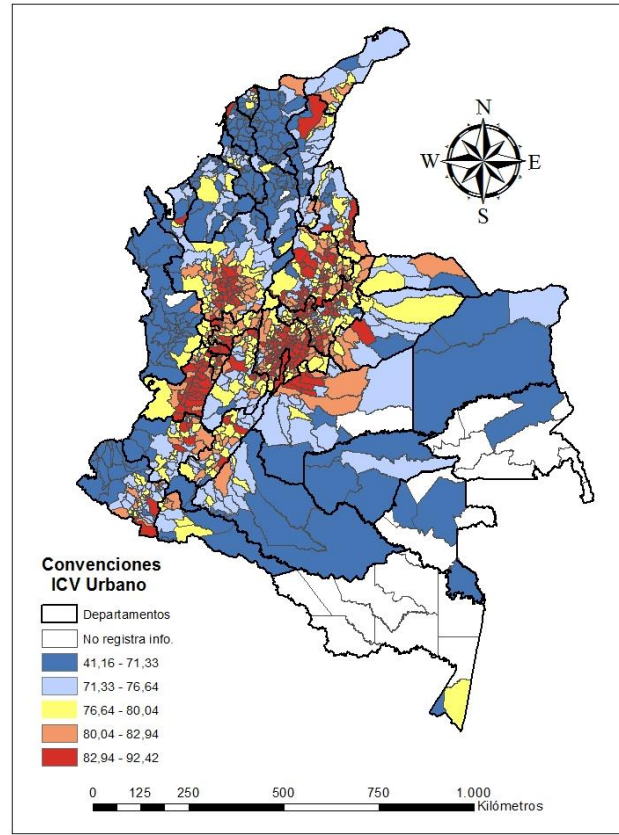 N
W E
S
Convenciones
ICV Urbano
Departamentos
No registra info.
41,16 - 71,33
71,33 - 76,64
76,64 - 80,04
80,04 - 82,94
82,94 - 92,42
0 250 500 750 1.000
Kilómetros